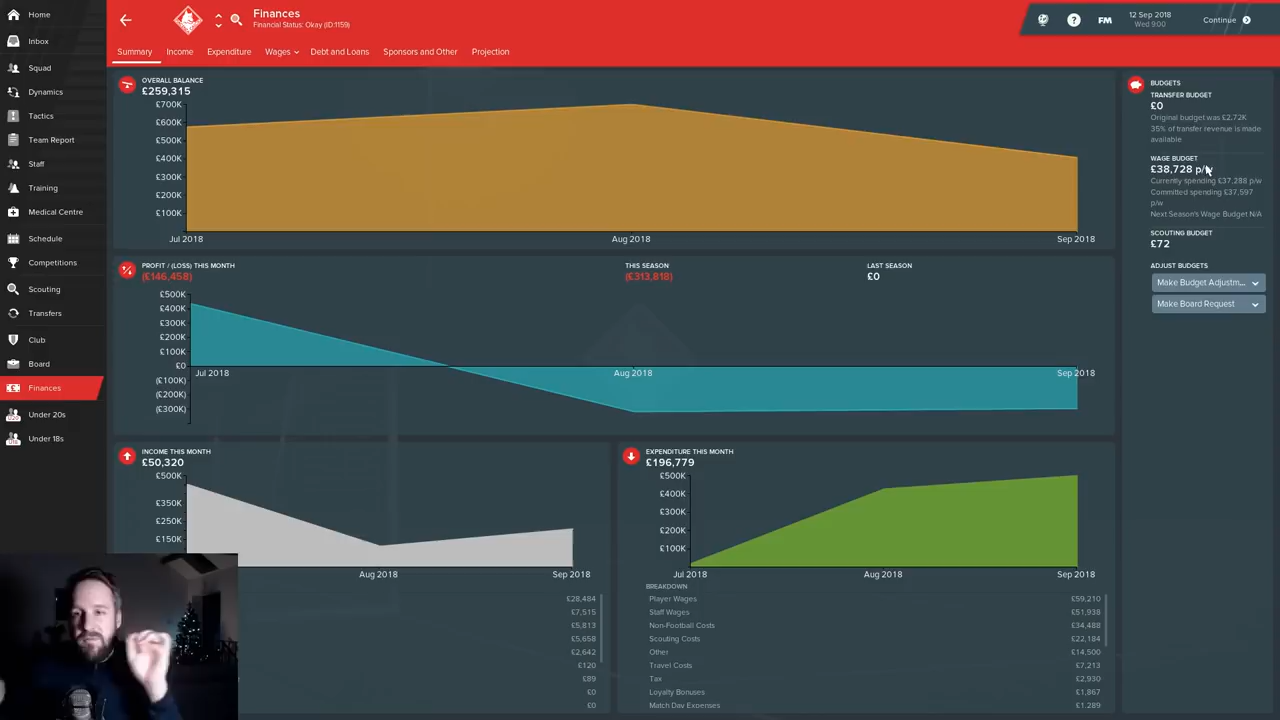 Home
Inbox
Squad
Dynamics
Tactics
Team Report
Staff
Training
Medical Centre
Schedule
Competitions
Scouting
Transfers
Club
Board
Finances
Under 20s
Under 18s
Finances
Financial Status: Okay (ID:1159)
FM
12 Sep 2018
Wed 9:00
Continue
Summary
Income
Expenditure
Wages
Debt and Loans
Sponsors and Other
Projection
OVERALL BALANCE
£259,315
£700K
£600K
£500K
£400K
£300K
£200K
£100K
Jul 2018
Aug 2018
Sep 2018
PROFIT / (LOSS) THIS MONTH
(£146,458)
THIS SEASON
(£313,818)
LAST SEASON
£0
£500K
£400K
£300K
£200K
£100K
£0
(£100K)
(£200K)
(£300K)
Jul 2018
Aug 2018
Sep 2018
INCOME THIS MONTH
£50,320
£500K
£350K
£250K
£150K
Aug 2018
Sep 2018
£28,484
£7,515
£5,813
£5,658
£2,642
£120
£89
£0
£0
EXPENDITURE THIS MONTH
£196,779
£500K
£400K
£300K
£200K
£100K
Jul 2018
Aug 2018
Sep 2018
BREAKDOWN
Player Wages £59,210
Staff Wages £51,938
Non-Football Costs £34,488
Scouting Costs £22,184
Other £14,500
Travel Costs £7,213
Tax £2,930
Loyalty Bonuses £1,867
Match Day Expenses £1,289
BUDGETS
TRANSFER BUDGET
£0
Original budget was £2.72K
35% of transfer revenue is made
available
WAGE BUDGET
£38,728 p/w
Currently spending £37,288 p/w
Committed spending £37,597
p/w
Next Season's Wage Budget N/A
SCOUTING BUDGET
£72
ADJUST BUDGETS
Make Budget Adjustm...
Make Board Request